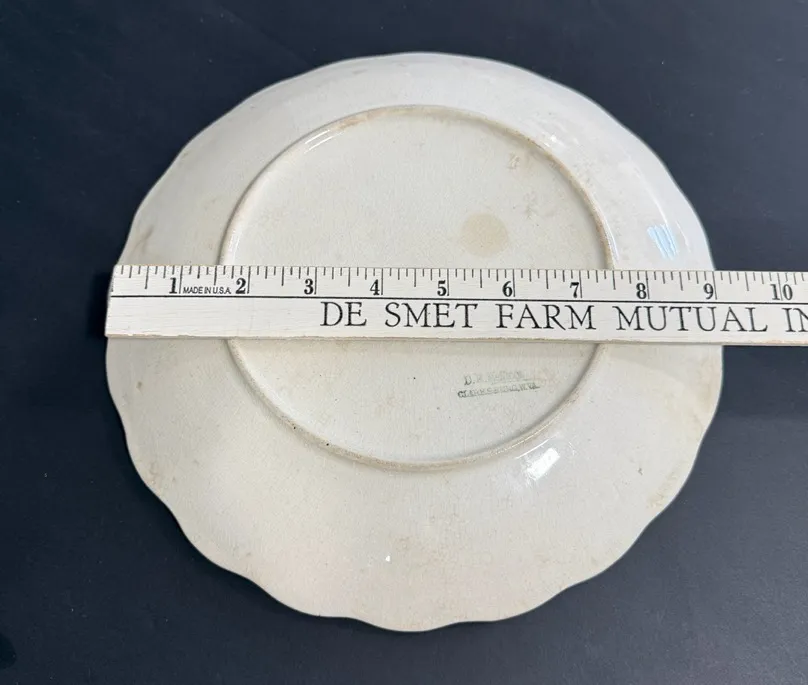 1 MADE IN U.S.A. 2 3 4 5 6 7 8 9 10
DE SMET FARM MUTUAL IN